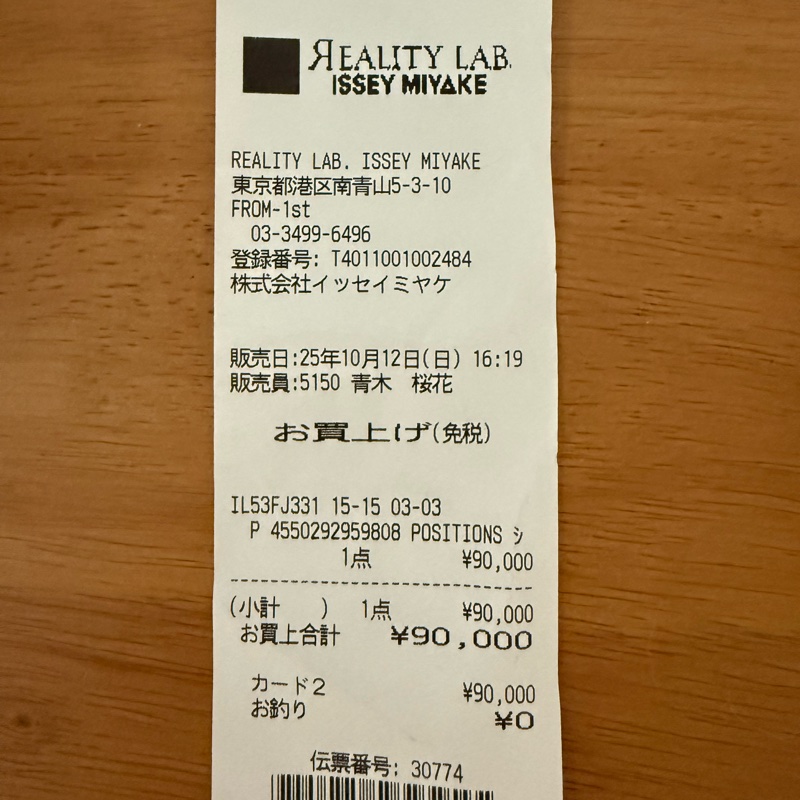 ЯEALITY LAB.
ISSEY MIYAKE
REALITY LAB. ISSEY MIYAKE
東京都港区南青山5-3-10
FROM-1st
03-3499-6496
登録番号: T4011001002484
株式会社イッセイミヤケ
販売日:25年10月12日(日) 16:19
販売員:5150 青木 桜花
お買上げ(免税)
IL53FJ331 15-15 03-03
P 4550292959808 POSITIONS シ
1点 ¥90,000
(小計 ) 1点 ¥90,000
お買上合計 ¥90,000
カード2 ¥90,000
お釣り ¥0
伝票番号: 30774